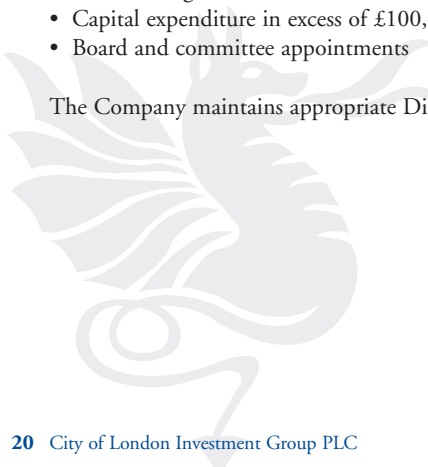 • Capital expenditure in excess of £100,
• Board and committee appointments
The Company maintains appropriate Di
20 City of London Investment Group PLC